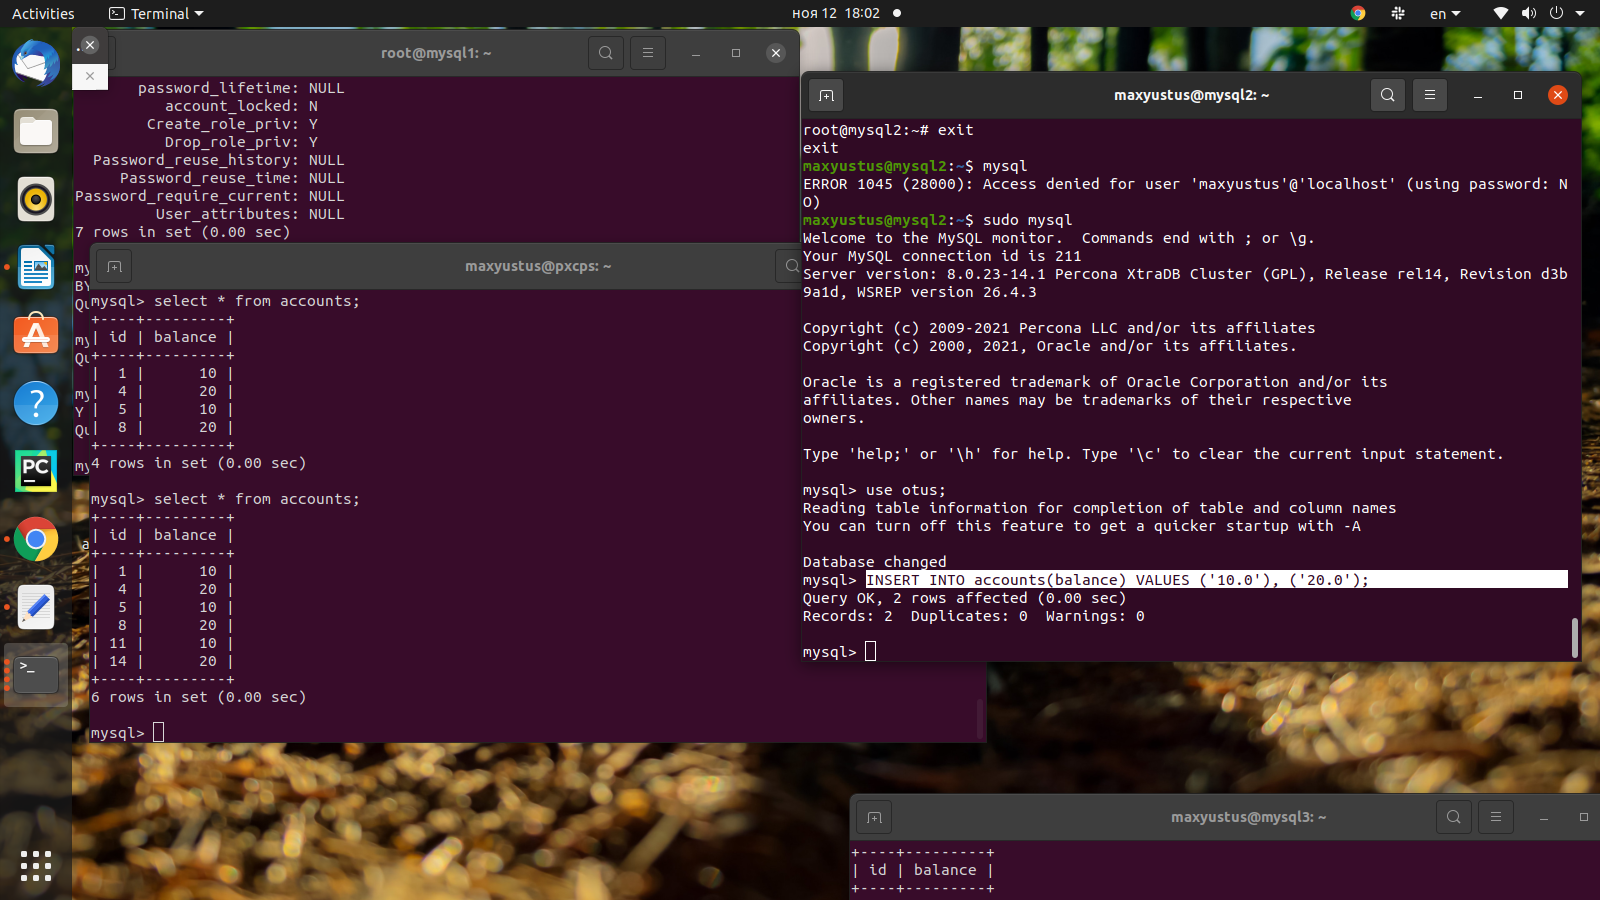 Activities
Terminal
ноя 12 18:02
en
root@mysql1: ~
password_lifetime: NULL
account_locked: N
Create_role_priv: Y
Drop_role_priv: Y
Password_reuse_history: NULL
Password_reuse_time: NULL
Password_require_current: NULL
User_attributes: NULL
7 rows in set (0.00 sec)
my
BY
Qu
my
Qu
my
Y
Qu
my
a
maxyustus@pxcps: ~
mysql> select * from accounts;
+----+---------+
| id | balance |
+----+---------+
|  1 |      10 |
|  4 |      20 |
|  5 |      10 |
|  8 |      20 |
+----+---------+
4 rows in set (0.00 sec)
mysql> select * from accounts;
+----+---------+
| id | balance |
+----+---------+
|  1 |      10 |
|  4 |      20 |
|  5 |      10 |
|  8 |      20 |
| 11 |      10 |
| 14 |      20 |
+----+---------+
6 rows in set (0.00 sec)
mysql>
maxyustus@mysql2: ~
root@mysql2:~# exit
exit
maxyustus@mysql2:~$ mysql
ERROR 1045 (28000): Access denied for user 'maxyustus'@'localhost' (using password: N
O)
maxyustus@mysql2:~$ sudo mysql
Welcome to the MySQL monitor.  Commands end with ; or \g.
Your MySQL connection id is 211
Server version: 8.0.23-14.1 Percona XtraDB Cluster (GPL), Release rel14, Revision d3b
9a1d, WSREP version 26.4.3
Copyright (c) 2009-2021 Percona LLC and/or its affiliates
Copyright (c) 2000, 2021, Oracle and/or its affiliates.
Oracle is a registered trademark of Oracle Corporation and/or its
affiliates. Other names may be trademarks of their respective
owners.
Type 'help;' or '\h' for help. Type '\c' to clear the current input statement.
mysql> use otus;
Reading table information for completion of table and column names
You can turn off this feature to get a quicker startup with -A
Database changed
mysql> INSERT INTO accounts(balance) VALUES ('10.0'), ('20.0');
Query OK, 2 rows affected (0.00 sec)
Records: 2  Duplicates: 0  Warnings: 0
mysql>
maxyustus@mysql3: ~
+----+---------+
| id | balance |
+----+---------+
PC
>_